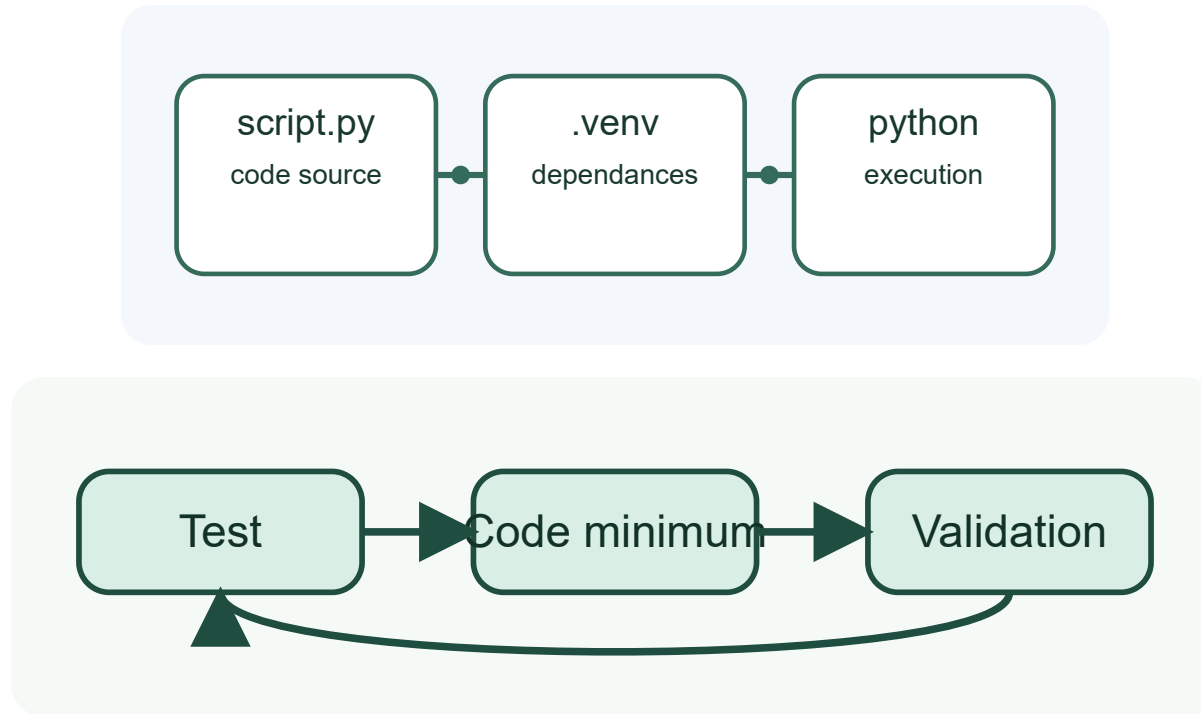 script.py
code source
.venv
dependances
python
execution
Test
Code minimum
Validation